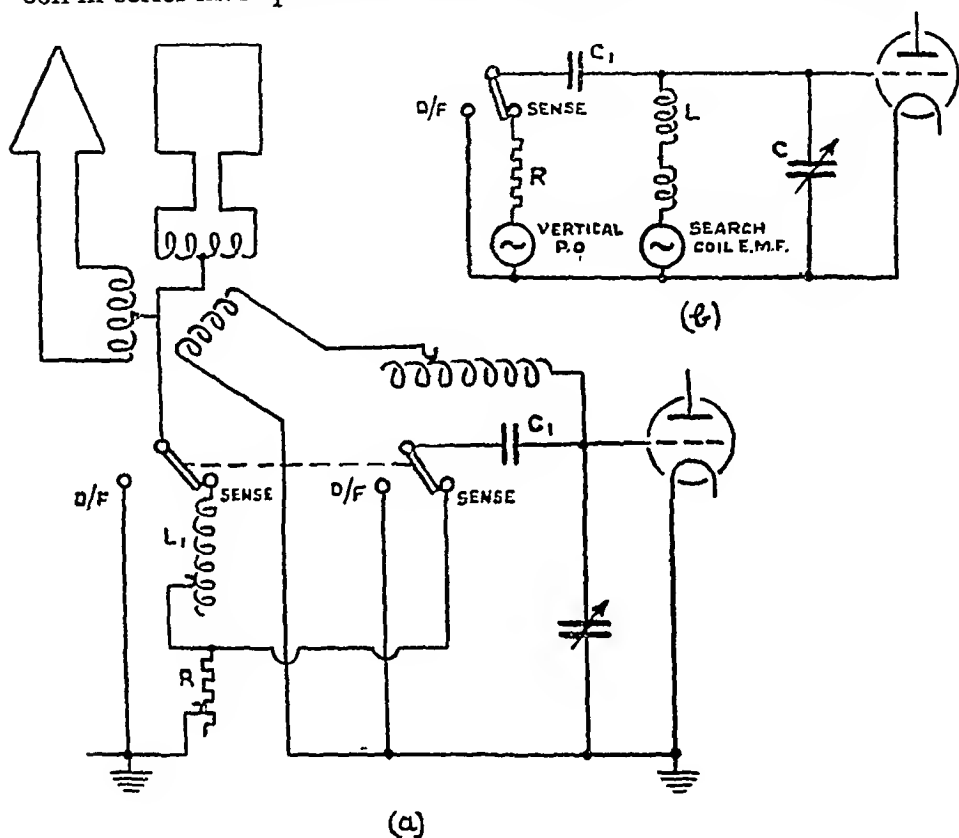 C₁
D/F
SENSE
L
R
C
VERTICAL
P.D
SEARCH
COIL E.M.F.
(b)
C₁
D/F
SENSE
D/F
SENSE
L₁
R
(a)